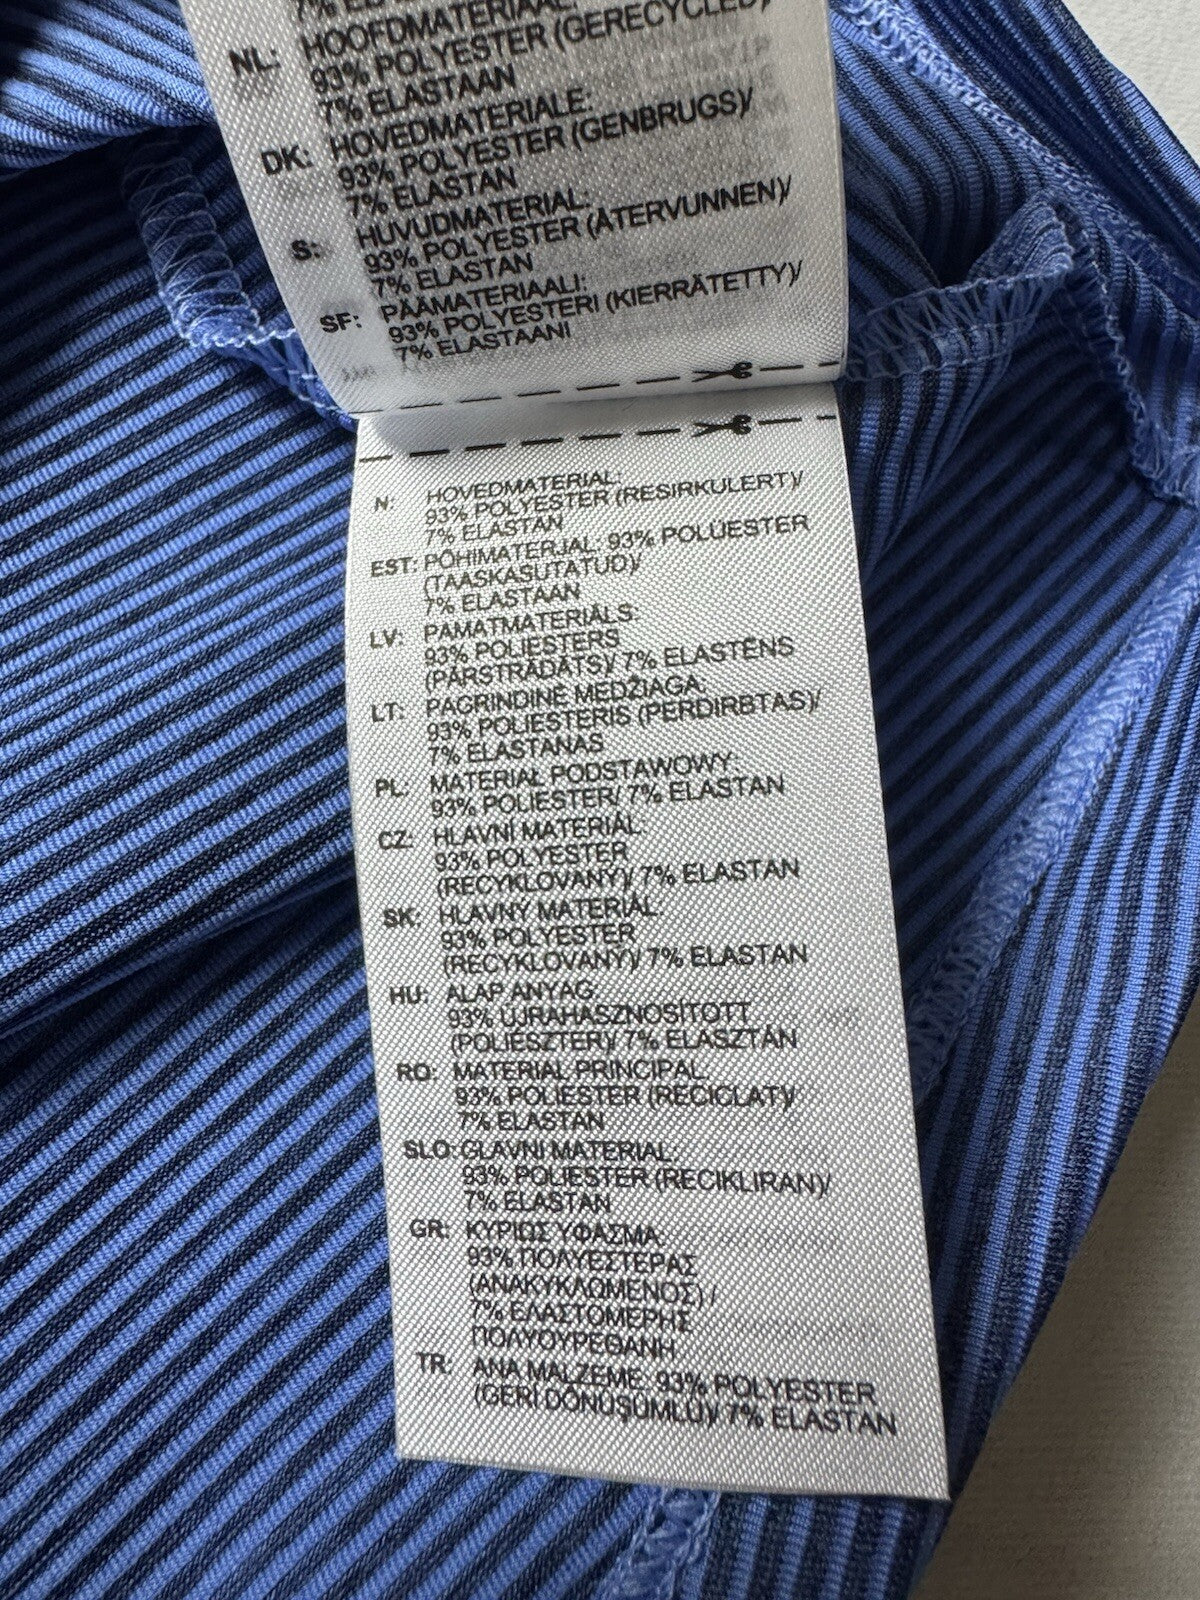 7% EL
NL: HOOFDMATERIAAL:
93% POLYESTER (GERECYCLED)/
7% ELASTAAN
DK: HOVEDMATERIALE:
93% POLYESTER (GENBRUGS)/
7% ELASTAN
S: HUVUDMATERIAL:
93% POLYESTER (ÅTERVUNNEN)/
7% ELASTAN
SF: PÄÄMATERIAALI:
93% POLYESTERI (KIERRÄTETTY)/
7% ELASTAANI
N: HOVEDMATERIAL:
93% POLYESTER (RESIRKULERT)/
7% ELASTAN
EST: PÕHIMATERJAL: 93% POLÜESTER
(TAASKASUTATUD)/
7% ELASTAAN
LV: PAMATMATERIĀLS:
93% POLIESTERS
(PĀRSTRĀDĀTS)/ 7% ELASTĒNS
LT: PAGRINDINĖ MEDŽIAGA:
93% POLIESTERIS (PERDIRBTAS)/
7% ELASTANAS
PL: MATERIAŁ PODSTAWOWY:
93% POLIESTER/ 7% ELASTAN
CZ: HLAVNÍ MATERIÁL:
93% POLYESTER
(RECYKLOVANÝ)/ 7% ELASTAN
SK: HLAVNÝ MATERIÁL:
93% POLYESTER
(RECYKLOVANÝ)/ 7% ELASTAN
HU: ALAP ANYAG:
93% ÚJRAHASZNOSÍTOTT
(POLIÉSZTER)/ 7% ELASZTÁN
RO: MATERIAL PRINCIPAL:
93% POLIESTER (RECICLAT)/
7% ELASTAN
SLO: GLAVNI MATERIAL:
93% POLIESTER (RECIKLIRAN)/
7% ELASTAN
GR: ΚΥΡΙΩΣ ΥΦΑΣΜΑ:
93% ΠΟΛΥΕΣΤΕΡΑΣ
(ΑΝΑΚΥΚΛΩΜΕΝΟΣ) /
7% ΕΛΑΣΤΟΜΕΡΗΣ
ΠΟΛΥΟΥΡΕΘΑΝΗ
TR: ANA MALZEME: 93% POLYESTER
(GERİ DÖNÜŞÜMLÜ)/ 7% ELASTAN